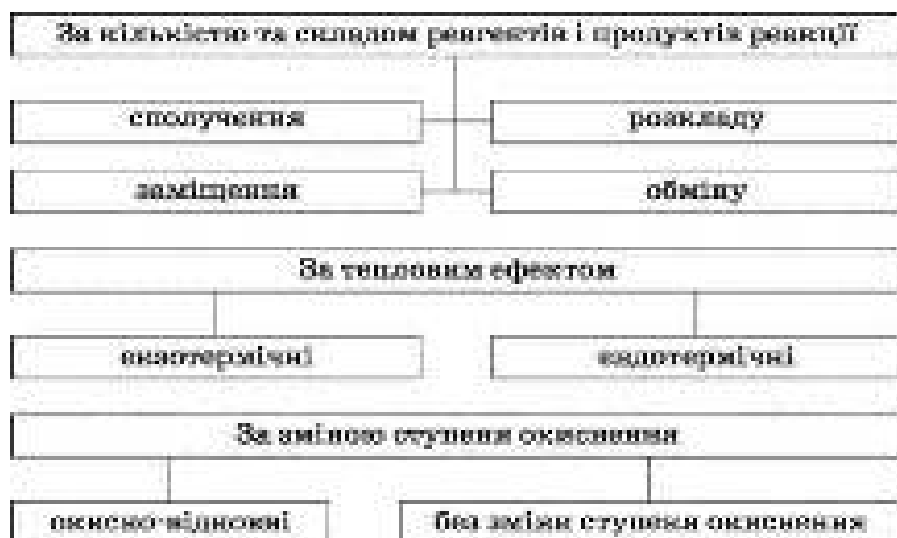 За кількістю та складом реагентів і продуктів реакції
сполучення
розкладу
заміщення
обміну
За тепловим ефектом
екзотермічні
ендотермічні
За зміною ступеня окиснення
окисно-відновні
без зміни ступеня окиснення